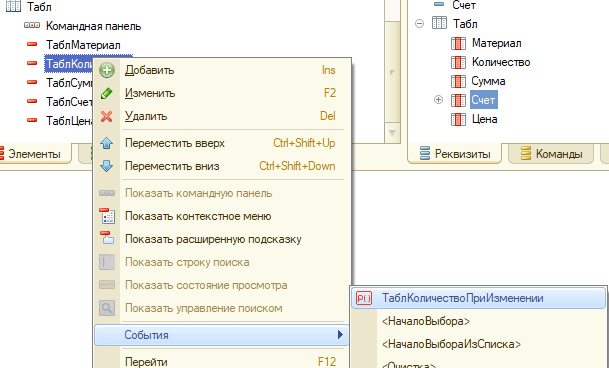 Табл
Командная панель
ТаблМатериал
ТаблКоли
ТаблСум
ТаблСчет
ТаблЦена
Добавить Ins
Изменить F2
Удалить Del
Переместить вверх Ctrl+Shift+Up
Переместить вниз Ctrl+Shift+Down
Показать командную панель
Показать контекстное меню
Показать расширенную подсказку
Показать строку поиска
Показать состояние просмотра
Показать управление поиском
События
Перейти F12
ТаблКоличествоПриИзменении
<НачалоВыбора>
<НачалоВыбораИзСписка>
<Очистка>
Элементы
Счет
Табл
Материал
Количество
Сумма
Счет
Цена
Реквизиты
Команды